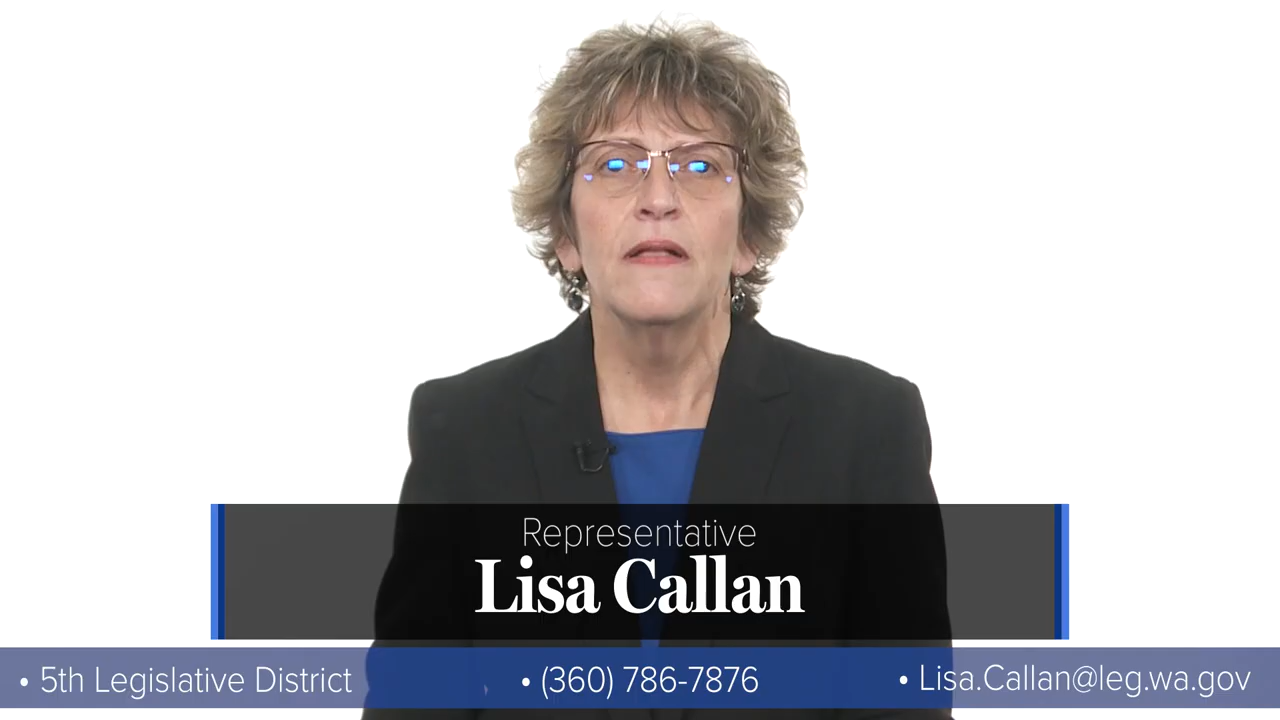 Representative
Lisa Callan
• 5th Legislative District • (360) 786-7876 • Lisa.Callan@leg.wa.gov